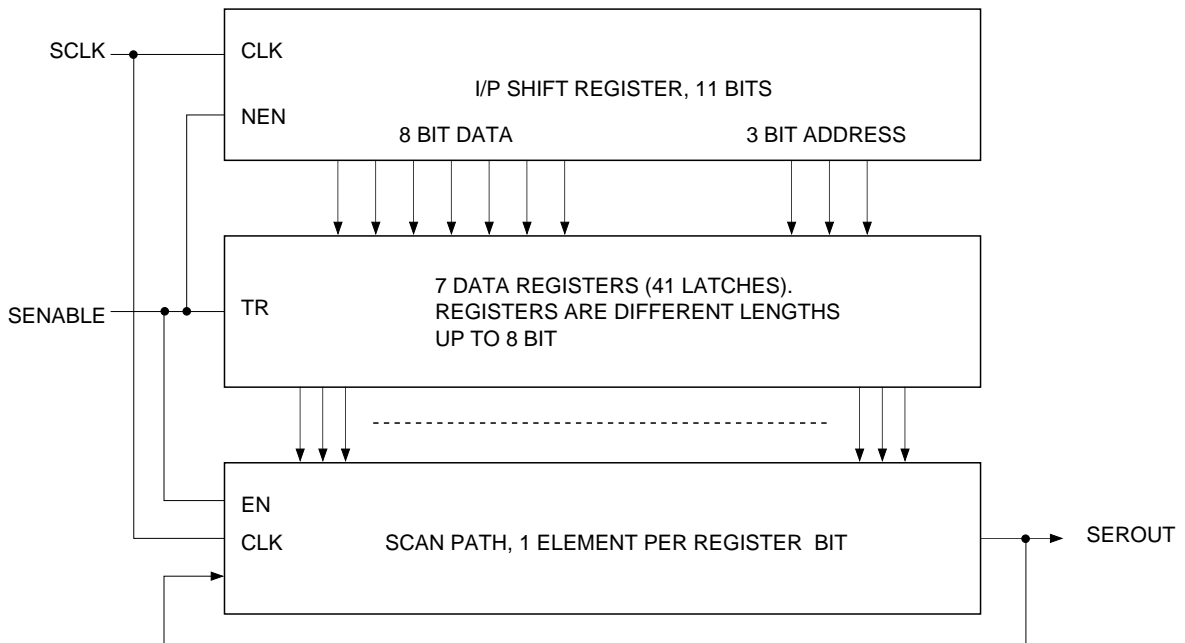 SCLK
CLK
I/P SHIFT REGISTER, 11 BITS
NEN
8 BIT DATA
3 BIT ADDRESS
SENABLE
TR
7 DATA REGISTERS (41 LATCHES).
REGISTERS ARE DIFFERENT LENGTHS
UP TO 8 BIT
EN
CLK
SCAN PATH, 1 ELEMENT PER REGISTER BIT
SEROUT